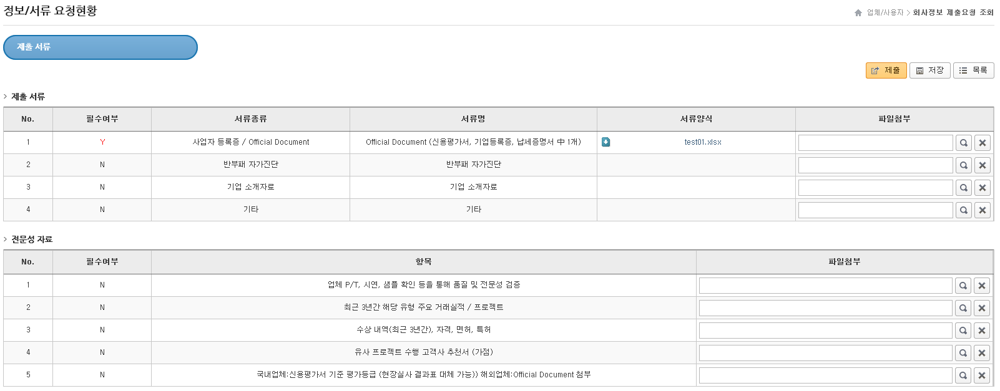 정보/서류 요청현황
업체/사용자 > 회사정보 제출요청 조회
제출 서류
제출 저장 목록
> 제출 서류
No. 필수여부 서류종류 서류명 서류양식 파일첨부
1 Y 사업자 등록증 / Official Document Official Document (신용평가서, 기업등록증, 납세증명서 中 1개) test01.xlsx
2 N 반부패 자가진단 반부패 자가진단
3 N 기업 소개자료 기업 소개자료
4 N 기타 기타
> 전문성 자료
No. 필수여부 항목 파일첨부
1 N 업체 P/T, 시연, 샘플 확인 등을 통해 품질 및 전문성 검증
2 N 최근 3년간 해당 유형 주요 거래실적 / 프로젝트
3 N 수상 내역(최근 3년간), 자격, 면허, 특허
4 N 유사 프로젝트 수행 고객사 추천서 (가점)
5 N 국내업체:신용평가서 기준 평가등급 (현장실사 결과표 대체 가능)) 해외업체:Official Document 첨부